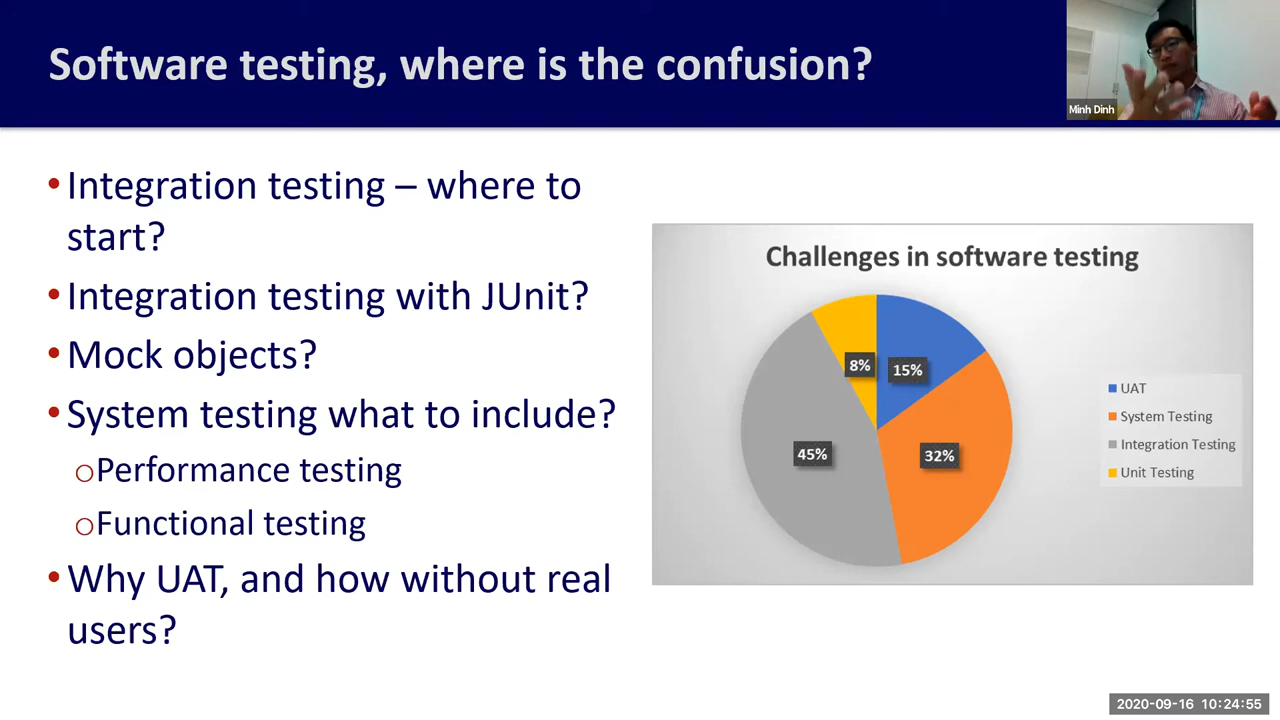 Software testing, where is the confusion?
Minh Dinh
•Integration testing – where to
start?
•Integration testing with JUnit?
•Mock objects?
•System testing what to include?
oPerformance testing
oFunctional testing
•Why UAT, and how without real
users?
Challenges in software testing
8%
15%
45%
32%
UAT
System Testing
Integration Testing
Unit Testing
2020-09-16 10:24:55